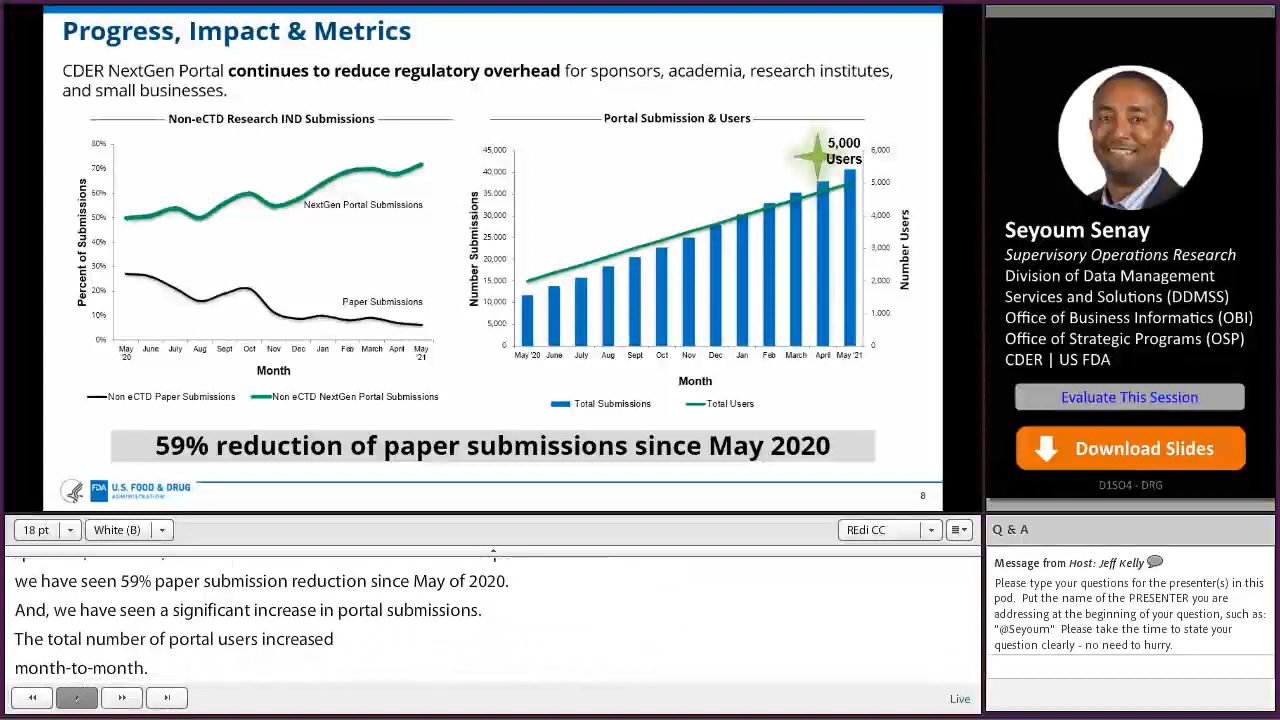 Progress, Impact & Metrics
CDER NextGen Portal continues to reduce regulatory overhead for sponsors, academia, research institutes,
and small businesses.
Non-eCTD Research IND Submissions
80%
70%
60%
50%
40%
30%
20%
10%
0%
Percent of Submissions
NextGen Portal Submissions
Paper Submissions
May '20 June July Aug Sept Oct Nov Dec Jan Feb March April May '21
Month
Non eCTD Paper Submissions Non eCTD NextGen Portal Submissions
Portal Submission & Users
5,000
Users
45,000
40,000
35,000
30,000
25,000
20,000
15,000
10,000
5,000
0
Number Submissions
6,000
5,000
4,000
3,000
2,000
1,000
0
Number Users
May '20 June July Aug Sept Oct Nov Dec Jan Feb March April May '21
Month
Total Submissions Total Users
59% reduction of paper submissions since May 2020
FDA U.S. FOOD & DRUG
ADMINISTRATION
8
Seyoum Senay
Supervisory Operations Research
Division of Data Management
Services and Solutions (DDMSS)
Office of Business Informatics (OBI)
Office of Strategic Programs (OSP)
CDER | US FDA
Evaluate This Session
Download Slides
D1SO4 - DRG
18 pt White (B) REdi CC
we have seen 59% paper submission reduction since May of 2020.
And, we have seen a significant increase in portal submissions.
The total number of portal users increased
month-to-month.
Live
Q & A
Message from Host: Jeff Kelly
Please type your questions for the presenter(s) in this
pod. Put the name of the PRESENTER you are
addressing at the beginning of your question, such as:
"@Seyoum" Please take the time to state your
question clearly - no need to hurry.